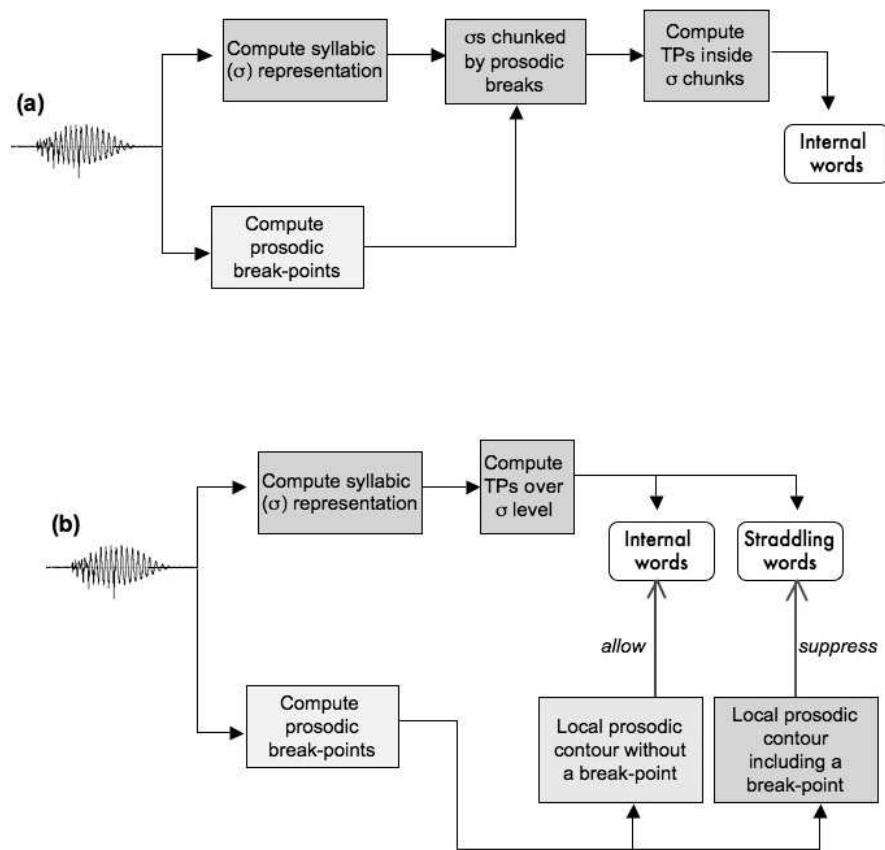 (a)
Compute syllabic
(σ) representation
σs chunked
by prosodic
breaks
Compute
TPs inside
σ chunks
Internal
words
Compute
prosodic
break-points
(b)
Compute syllabic
(σ) representation
Compute
TPs over
σ level
Internal
words
Straddling
words
allow
suppress
Compute
prosodic
break-points
Local prosodic
contour without
a break-point
Local prosodic
contour
including a
break-point